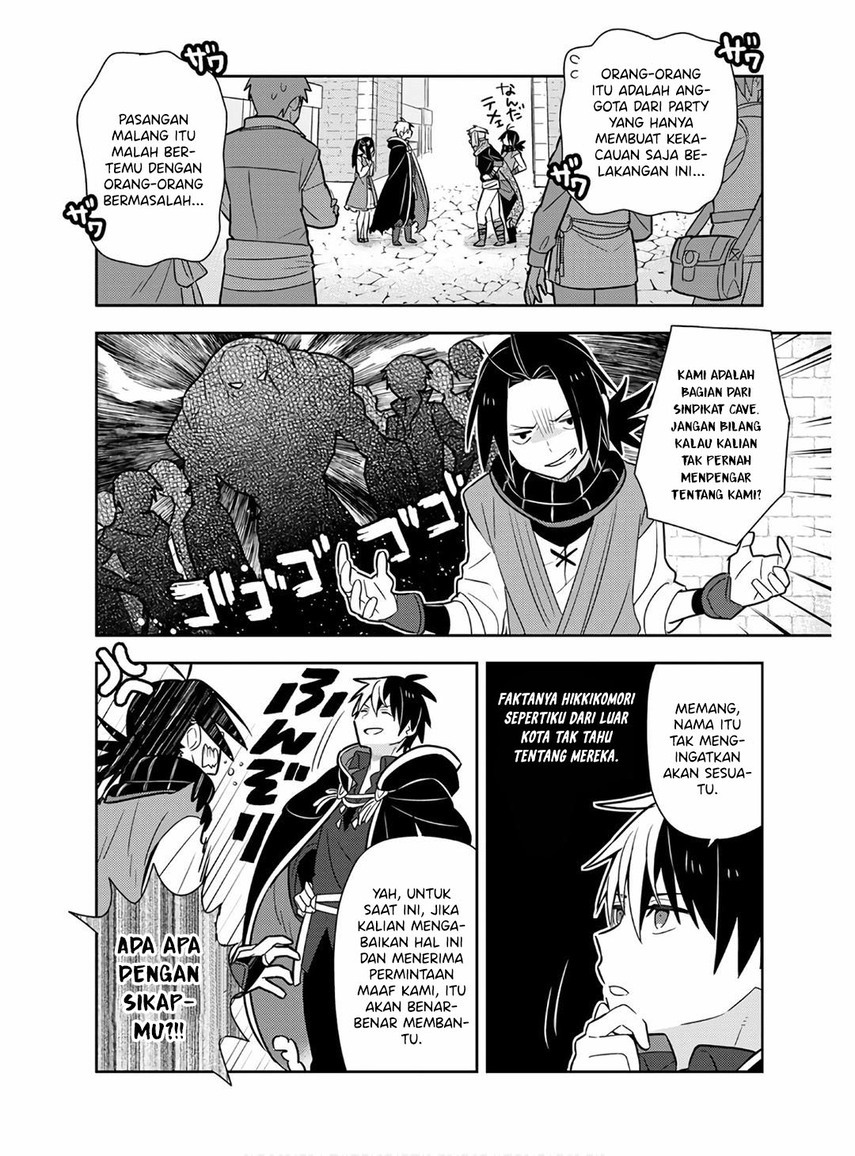 ザワ
ORANG-ORANG
ITU ADALAH ANG-
GOTA DARI PARTY
YANG HANYA
MEMBUAT KEKA-
CAUAN SAJA BE-
LAKANGAN INI...
ザワ
なんだ
テメェ
ザワ
PASANGAN
MALANG ITU
MALAH BER-
TEMU DENGAN
ORANG-ORANG
BERMASALAH...
ザワ
KAMI ADALAH
BAGIAN DARI
SINDIKAT CAVE.
JANGAN BILANG
KALAU KALIAN
TAK PERNAH
MENDENGAR
TENTANG KAMI?
ゴゴゴゴゴ
MEMANG,
NAMA ITU
TAK MENG-
INGATKAN
AKAN SESUA-
TU.
FAKTANYA HIKKIKOMORI
SEPERTIKU DARI LUAR
KOTA TAK TAHU
TENTANG MEREKA.
ふんぞり
YAH, UNTUK
SAAT INI, JIKA
KALIAN MENGA-
BAIKAN HAL INI
DAN MENERIMA
PERMINTAAN
MAAF KAMI, ITU
AKAN BENAR-
BENAR MEMBAN-
TU.
ADA APA
DENGAN
SIKAP-
MU?!!